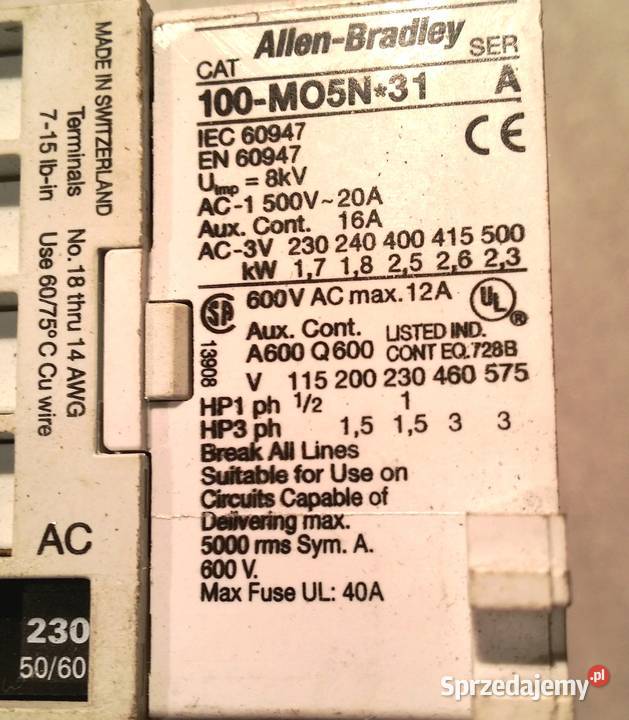 MADE IN SWITZERLAND
Terminals No. 18 thru 14 AWG
7-15 lb-in Use 60/75°C Cu wire
AC
230
50/60
Allen-Bradley
CAT SER
100-MO5N*31 A
IEC 60947 CE
EN 60947
Uimp = 8kV
AC-1 500V~20A
Aux. Cont. 16A
AC-3V 230 240 400 415 500
kW 1,7 1,8 2,5 2,6 2,3
SA 600V AC max. 12A UL ®
Aux. Cont. LISTED IND.
A600 Q600 CONT EQ.728B
13908
V 115 200 230 460 575
HP1 ph 1/2 1
HP3 ph 1,5 1,5 3 3
Break All Lines
Suitable for Use on
Circuits Capable of
Delivering max.
5000 rms Sym. A.
600 V.
Max Fuse UL: 40A
Sprzedajemy.pl